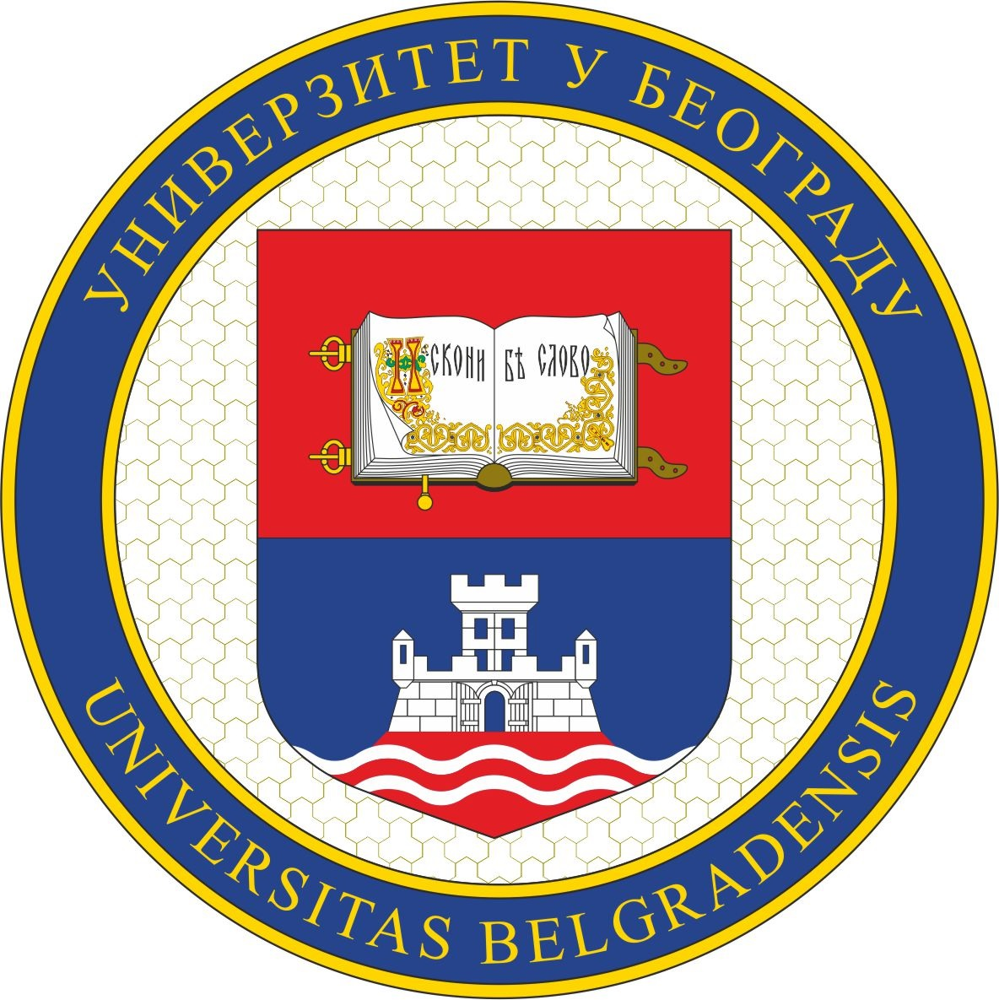 УНИВЕРЗИТЕТ У БЕОГРАДУ
ИСКОНИ БѢ СЛОВО
UNIVERSITAS BELGRADENSIS